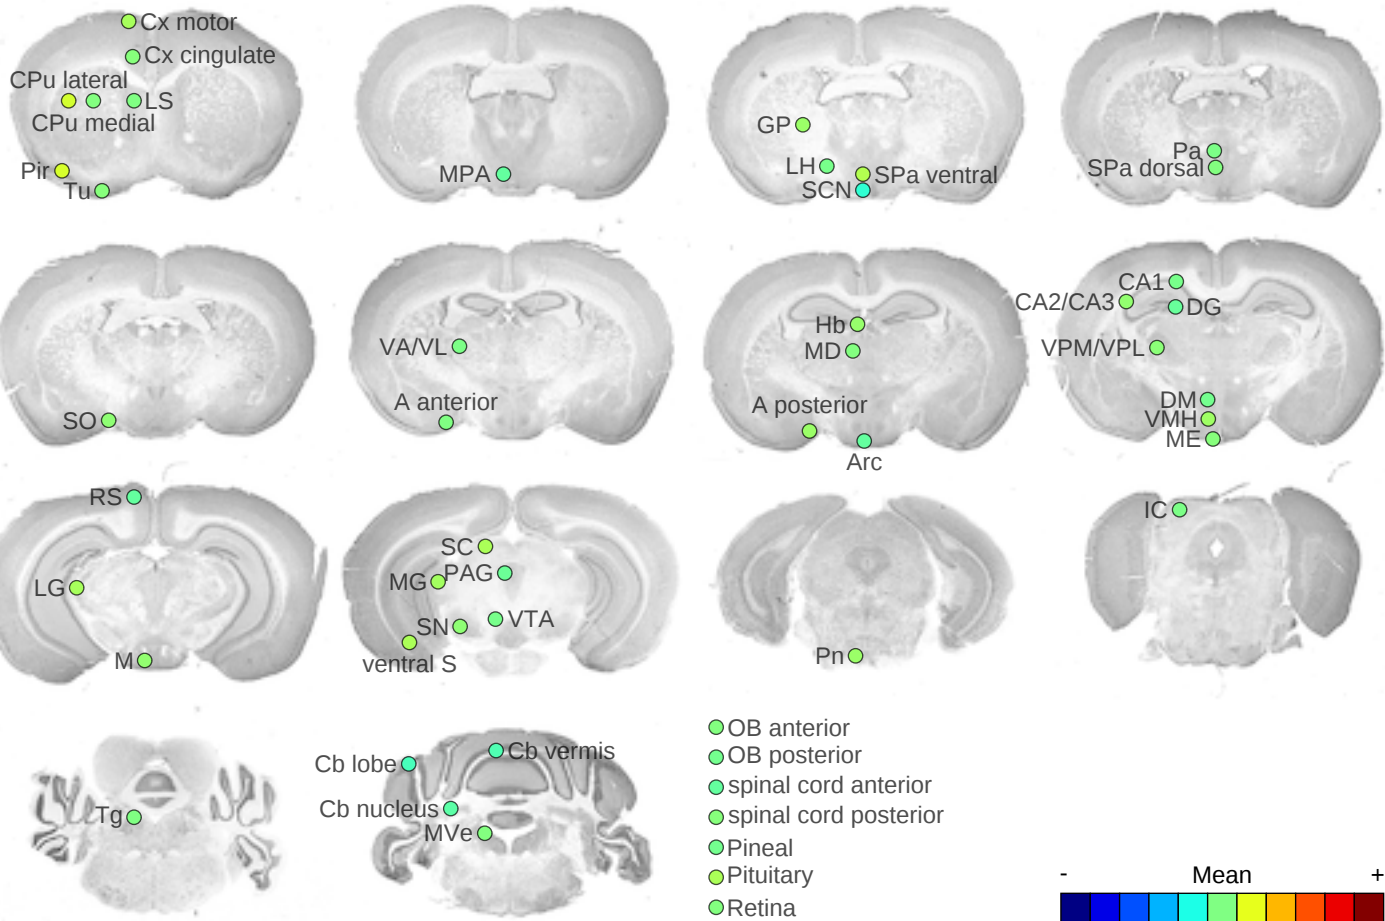 Cx motor
Cx cingulate
CPu lateral
LS
CPu medial
Pir
Tu
MPA
GP
LH
SPa ventral
SCN
Pa
SPa dorsal
SO
VA/VL
A anterior
Hb
MD
A posterior
Arc
CA1
CA2/CA3
DG
VPM/VPL
DM
VMH
ME
RS
LG
M
SC
MG
PAG
SN
VTA
ventral S
Pn
IC
Tg
Cb lobe
Cb vermis
Cb nucleus
MVe
OB anterior
OB posterior
spinal cord anterior
spinal cord posterior
Pineal
Pituitary
Retina
- Mean +